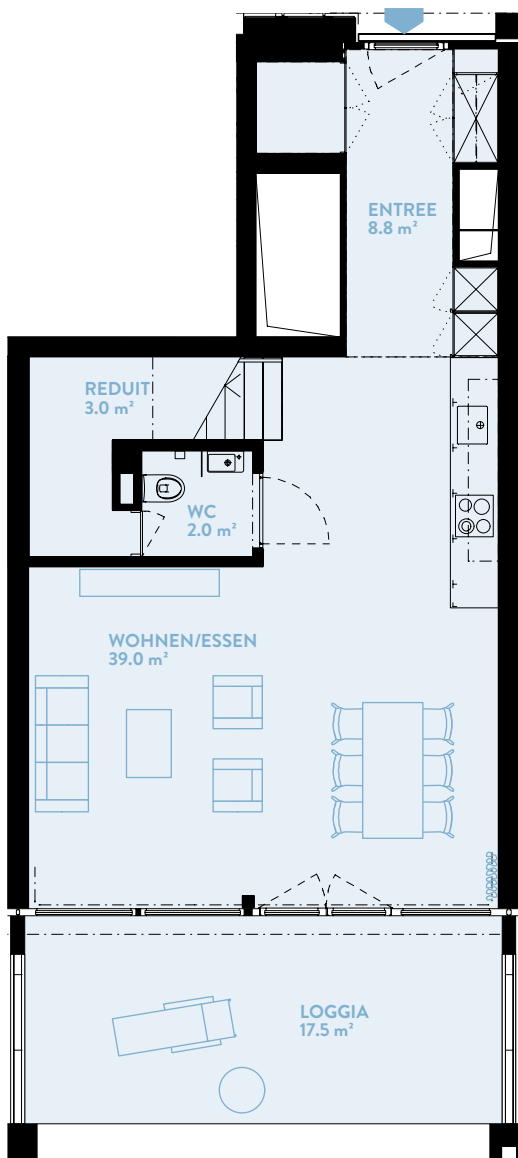 ENTREE
8.8 m²
REDUIT
3.0 m²
WC
2.0 m²
WOHNEN/ESSEN
39.0 m²
LOGGIA
17.5 m²